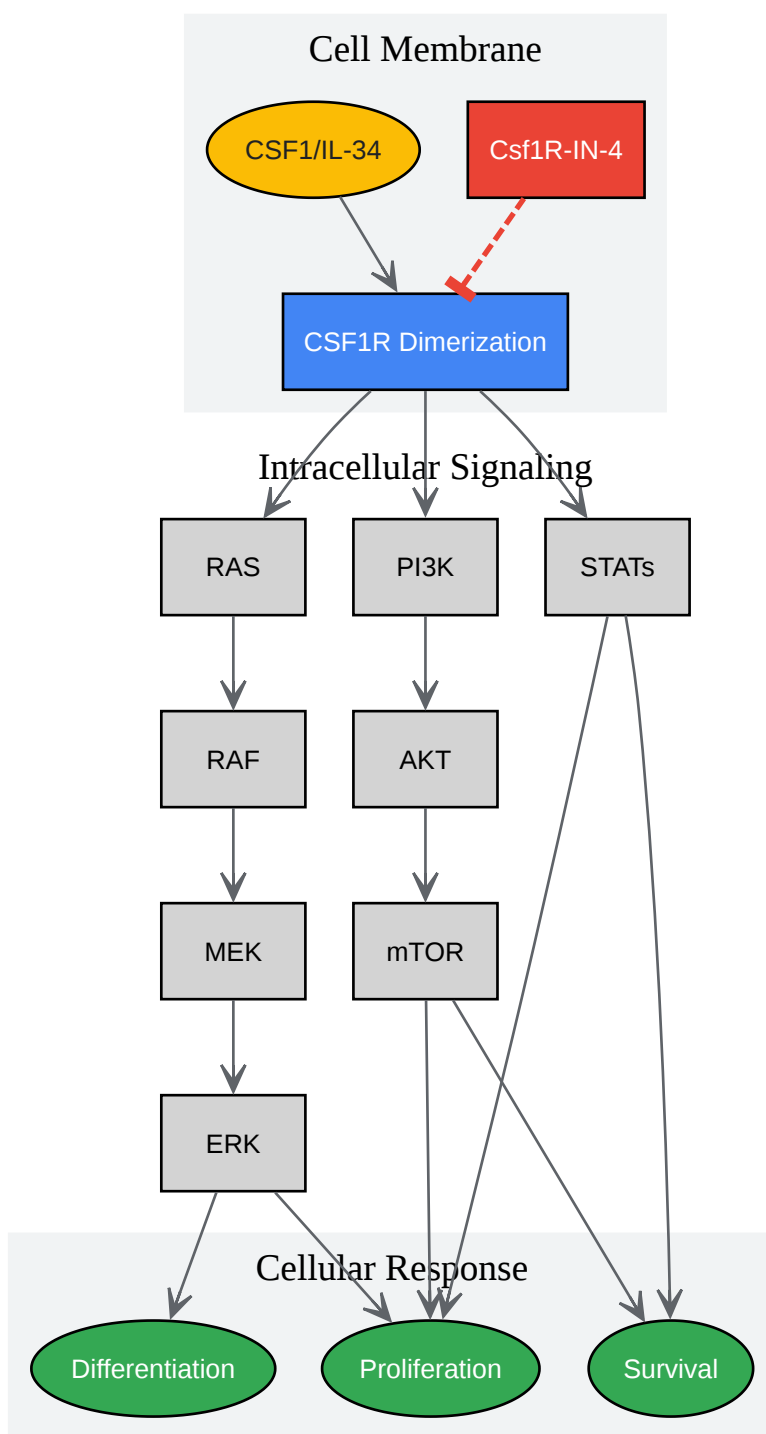 Cell Membrane
CSF1/IL-34
Csf1R-IN-4
CSF1R Dimerization
Intracellular Signaling
RAS
PI3K
STATs
RAF
AKT
MEK
mTOR
ERK
Cellular Response
Differentiation
Proliferation
Survival